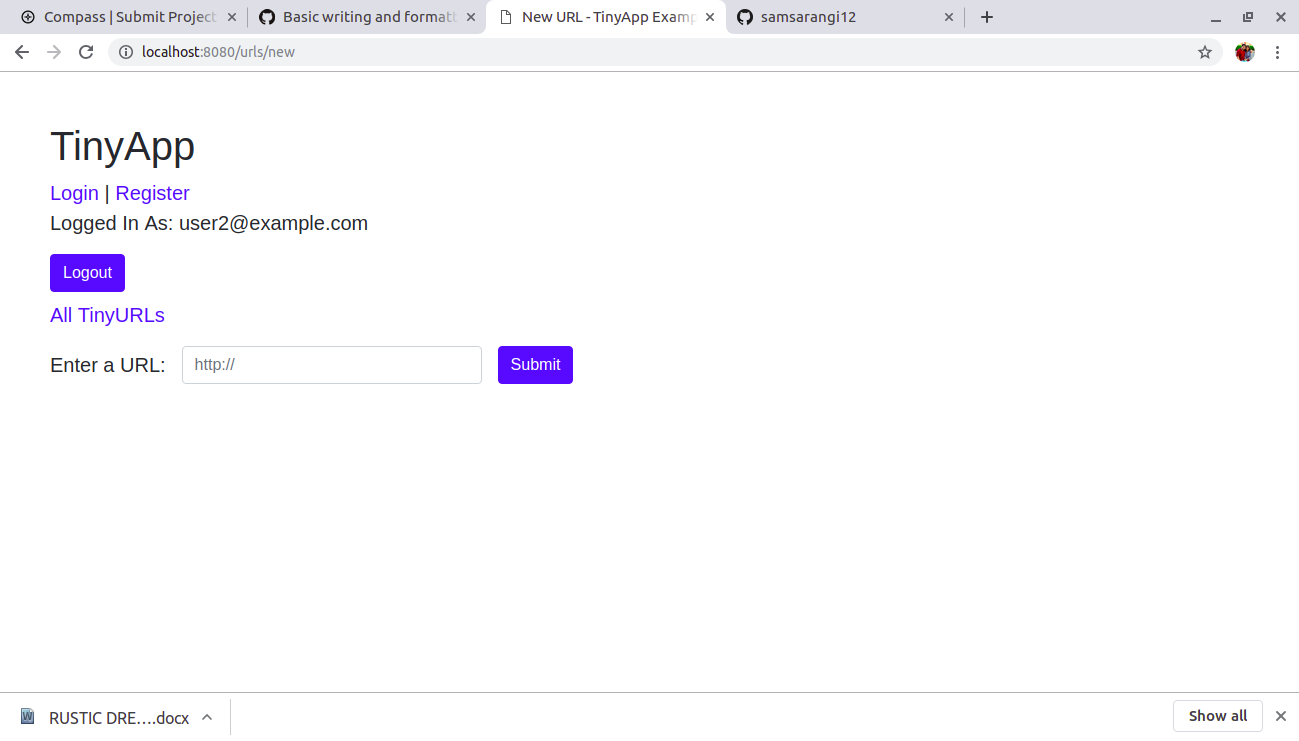 Compass | Submit Project
Basic writing and formatt
New URL - TinyApp Examp
samsarangi12
localhost:8080/urls/new
TinyApp
Login | Register
Logged In As: user2@example.com
Logout
All TinyURLs
Enter a URL:
http://
Submit
RUSTIC DRE....docx
Show all